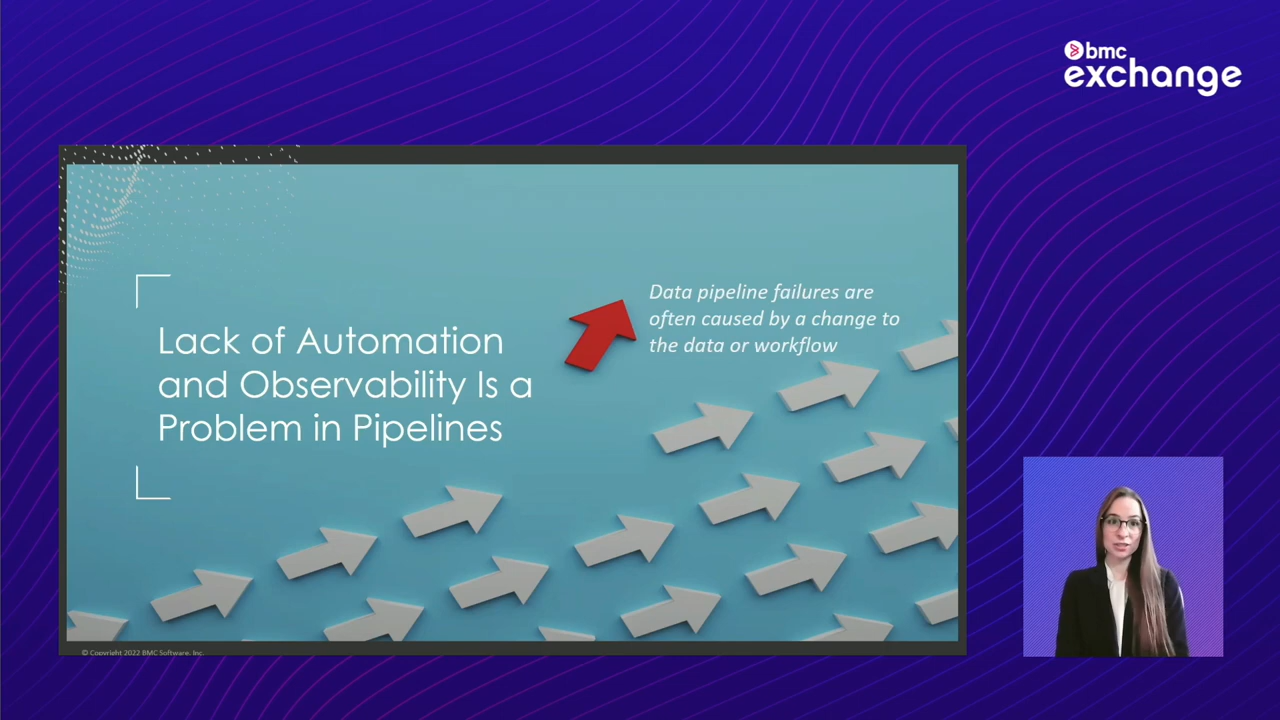 bmc
exchange
Lack of Automation
and Observability Is a
Problem in Pipelines
Data pipeline failures are
often caused by a change to
the data or workflow
© Copyright 2022 BMC Software, Inc.